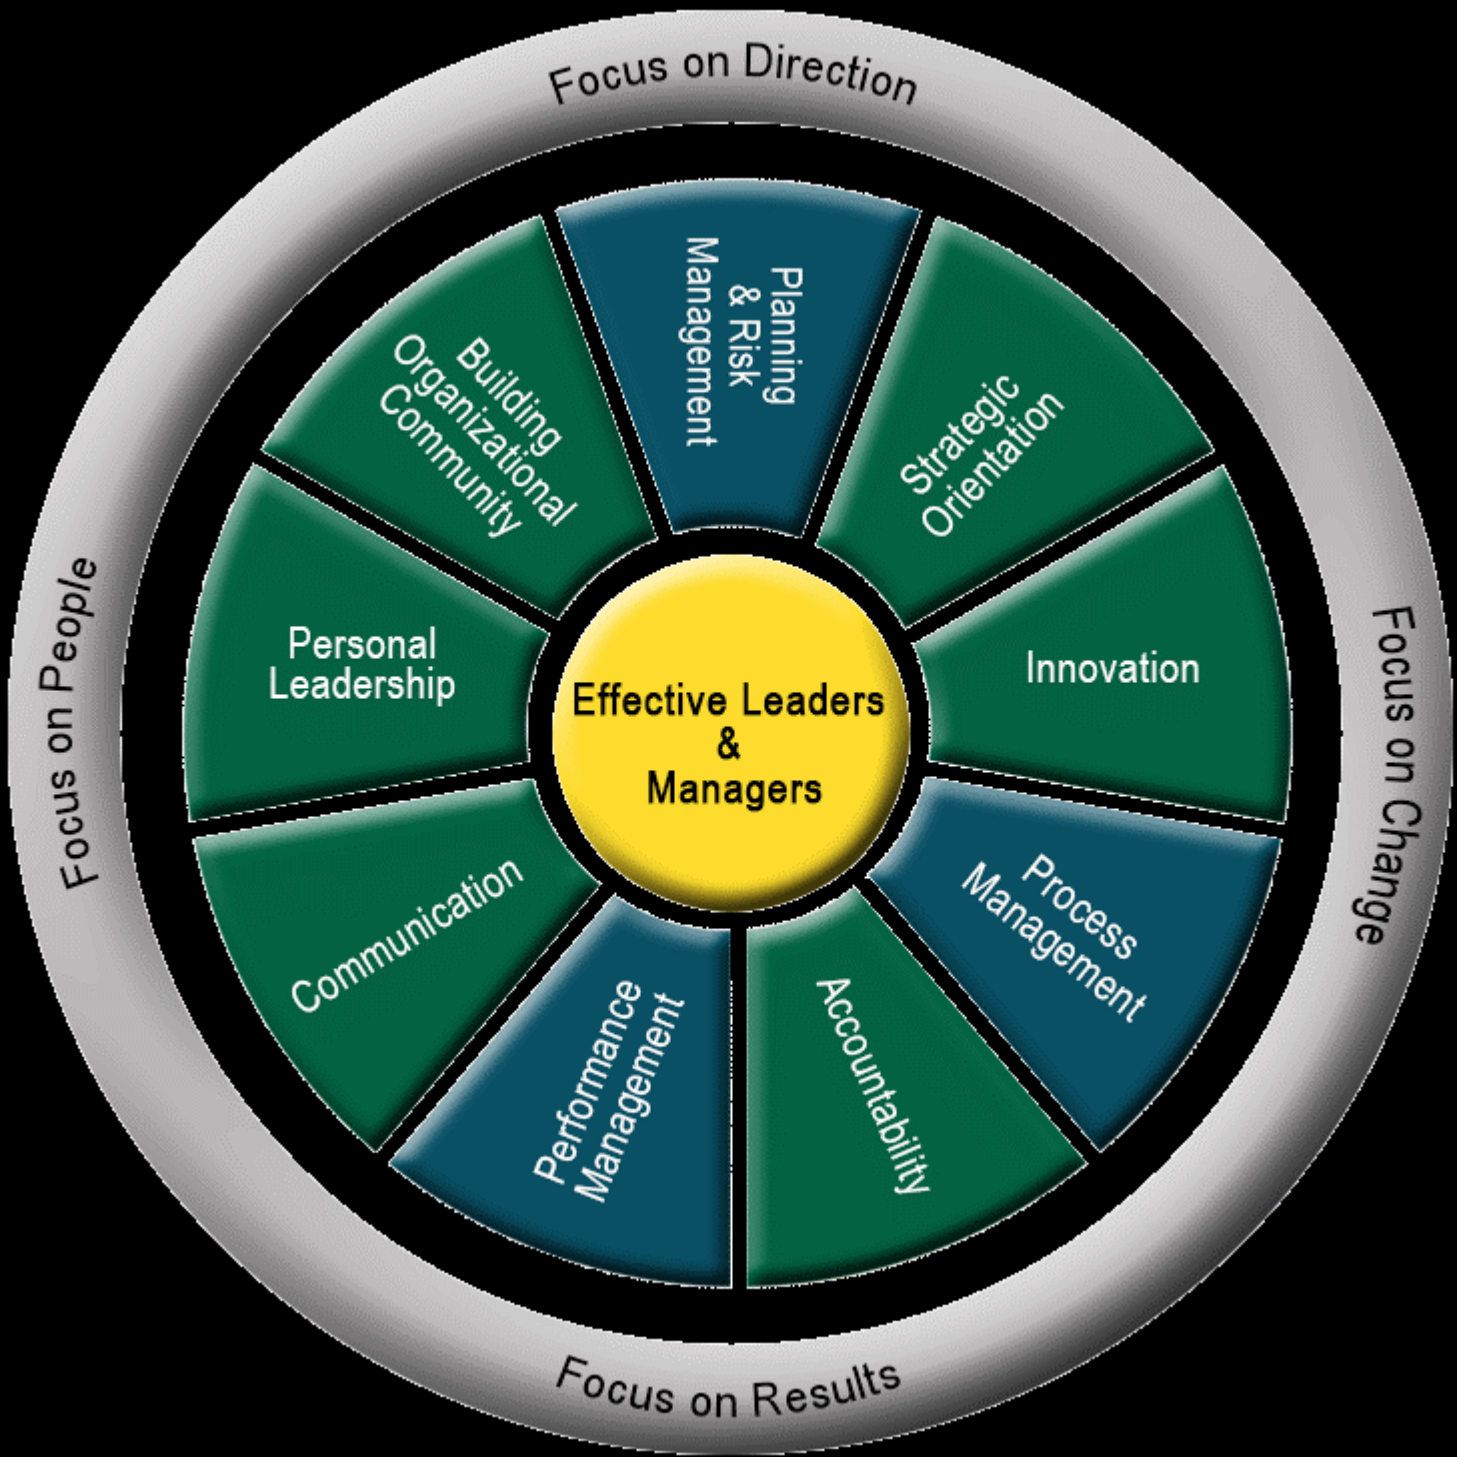 Focus on Direction
Planning
& Risk
Management
Strategic
Orientation
Innovation
Process
Management
Accountability
Performance
Management
Communication
Personal
Leadership
Building
Organizational
Community
Effective Leaders
&
Managers
Focus on People
Focus on Change
Focus on Results